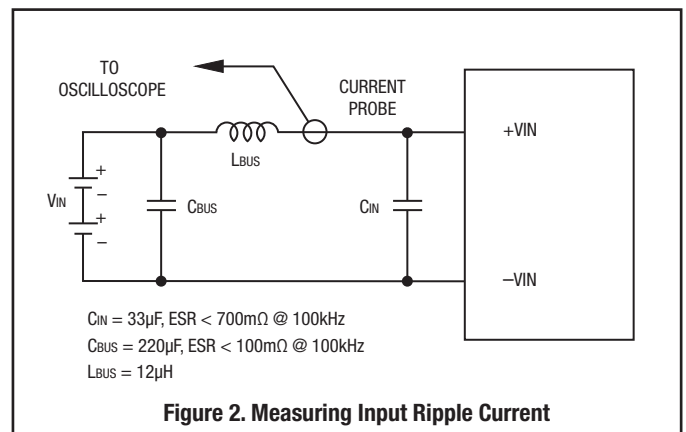 TO
OSCILLOSCOPE
CURRENT
PROBE
+VIN
LBUS
VIN
+
–
+
–
CBUS
CIN
–VIN
CIN = 33µF, ESR < 700mΩ @ 100kHz
CBUS = 220µF, ESR < 100mΩ @ 100kHz
LBUS = 12µH
Figure 2. Measuring Input Ripple Current